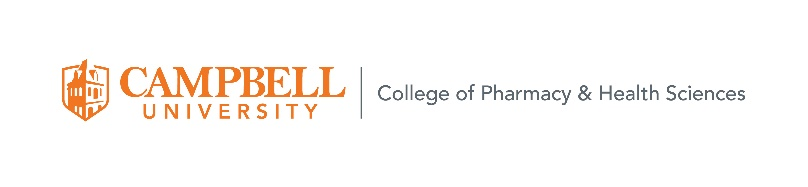 CAMPBELL
UNIVERSITY
College of Pharmacy & Health Sciences